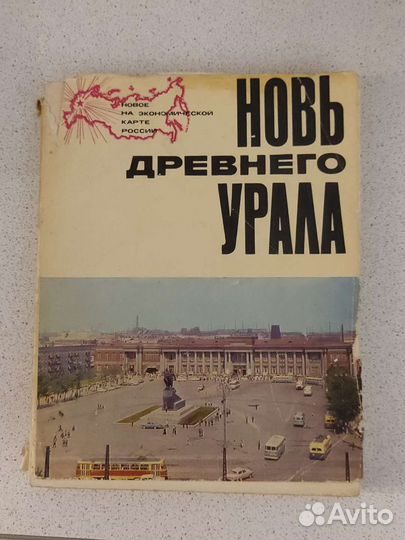 НОВОЕ
НА ЭКОНОМИЧЕСКОЙ
КАРТЕ
РОССИИ
НОВЬ
ДРЕВНЕГО
УРАЛА
Avito